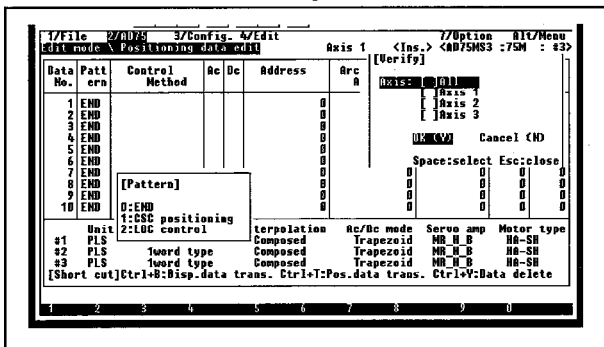 1/File 2/AD75 3/Config. 4/Edit 7/Option Alt/Menu
Edit mode \ Positioning data edit Axis 1 <Ins.> <AD75MS3 :75M : #3>
[Verify]
Data No. Pattern Control Method Ac Dc Address Arc A
Axis: [ ]All
[ ]Axis 1
[ ]Axis 2
[ ]Axis 3
OK (Y) Cancel (N)
Space:select Esc:close
1 END 0
2 END 0
3 END 0
4 END 0
5 END 0
6 END 0
7 END 0 0 0 0
8 END 0 0 0 0
9 END 0 0 0 0
10 END 0 0 0 0
[Pattern]
0:END
1:CSC positioning
2:LOC control
Unit terpolation Ac/Dc mode Servo amp Motor type
#1 PLS Composed Trapezoid MR_H_B HA-SH
#2 PLS 1word type Composed Trapezoid MR_H_B HA-SH
#3 PLS 1word type Composed Trapezoid MR_H_B HA-SH
[Short cut]Ctrl+B:Disp.data trans. Ctrl+T:Pos.data trans. Ctrl+Y:Data delete
1 2 3 4 5 6 7 8 9 0